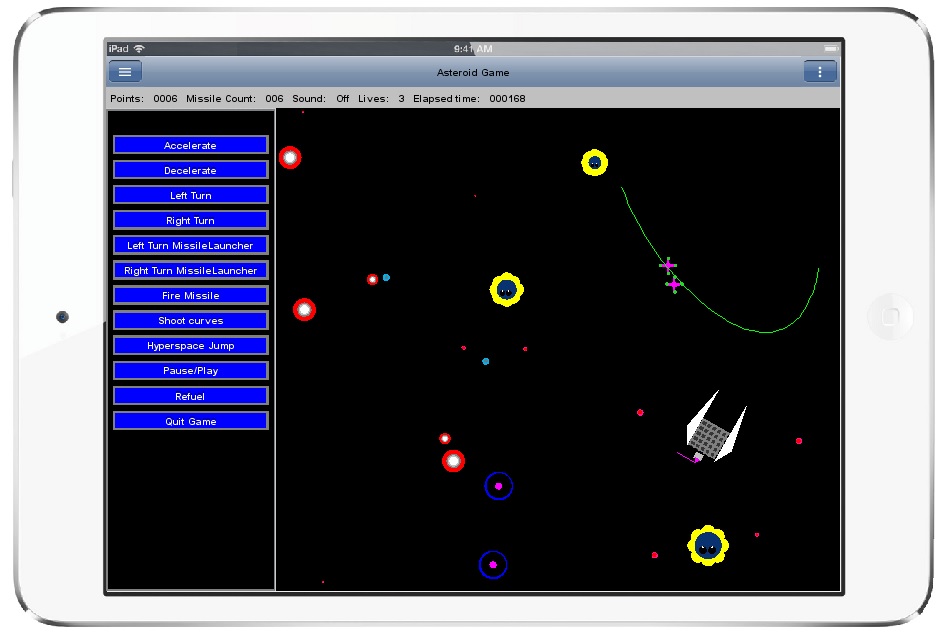 iPad 9:41 AM
Asteroid Game
Points: 0006 Missile Count: 006 Sound: Off Lives: 3 Elapsed time: 000168
Accelerate
Decelerate
Left Turn
Right Turn
Left Turn MissileLauncher
Right Turn MissileLauncher
Fire Missile
Shoot curves
Hyperspace Jump
Pause/Play
Refuel
Quit Game